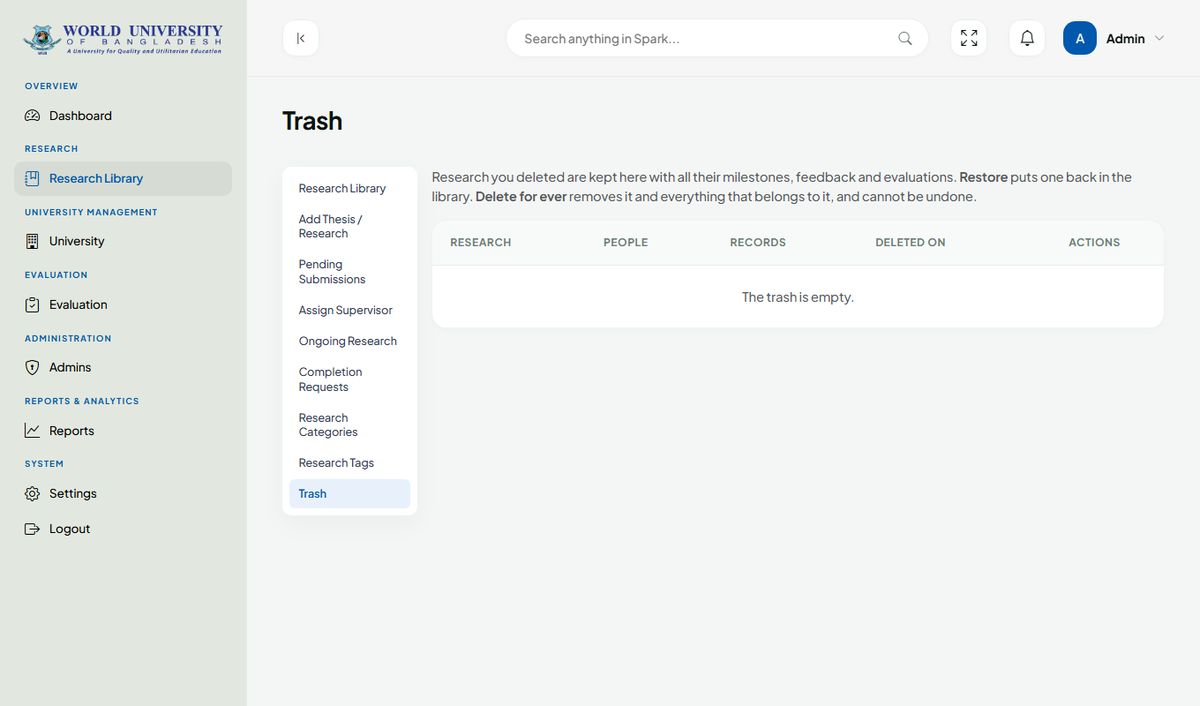 WORLD UNIVERSITY
OF BANGLADESH
A University for Quality and Utilitarian Education
OVERVIEW
Dashboard
RESEARCH
Research Library
UNIVERSITY MANAGEMENT
University
EVALUATION
Evaluation
ADMINISTRATION
Admins
REPORTS & ANALYTICS
Reports
SYSTEM
Settings
Logout
Search anything in Spark...
A
Admin
Trash
Research Library
Add Thesis /
Research
Pending
Submissions
Assign Supervisor
Ongoing Research
Completion
Requests
Research
Categories
Research Tags
Trash
Research you deleted are kept here with all their milestones, feedback and evaluations. Restore puts one back in the
library. Delete for ever removes it and everything that belongs to it, and cannot be undone.
RESEARCH PEOPLE RECORDS DELETED ON ACTIONS
The trash is empty.